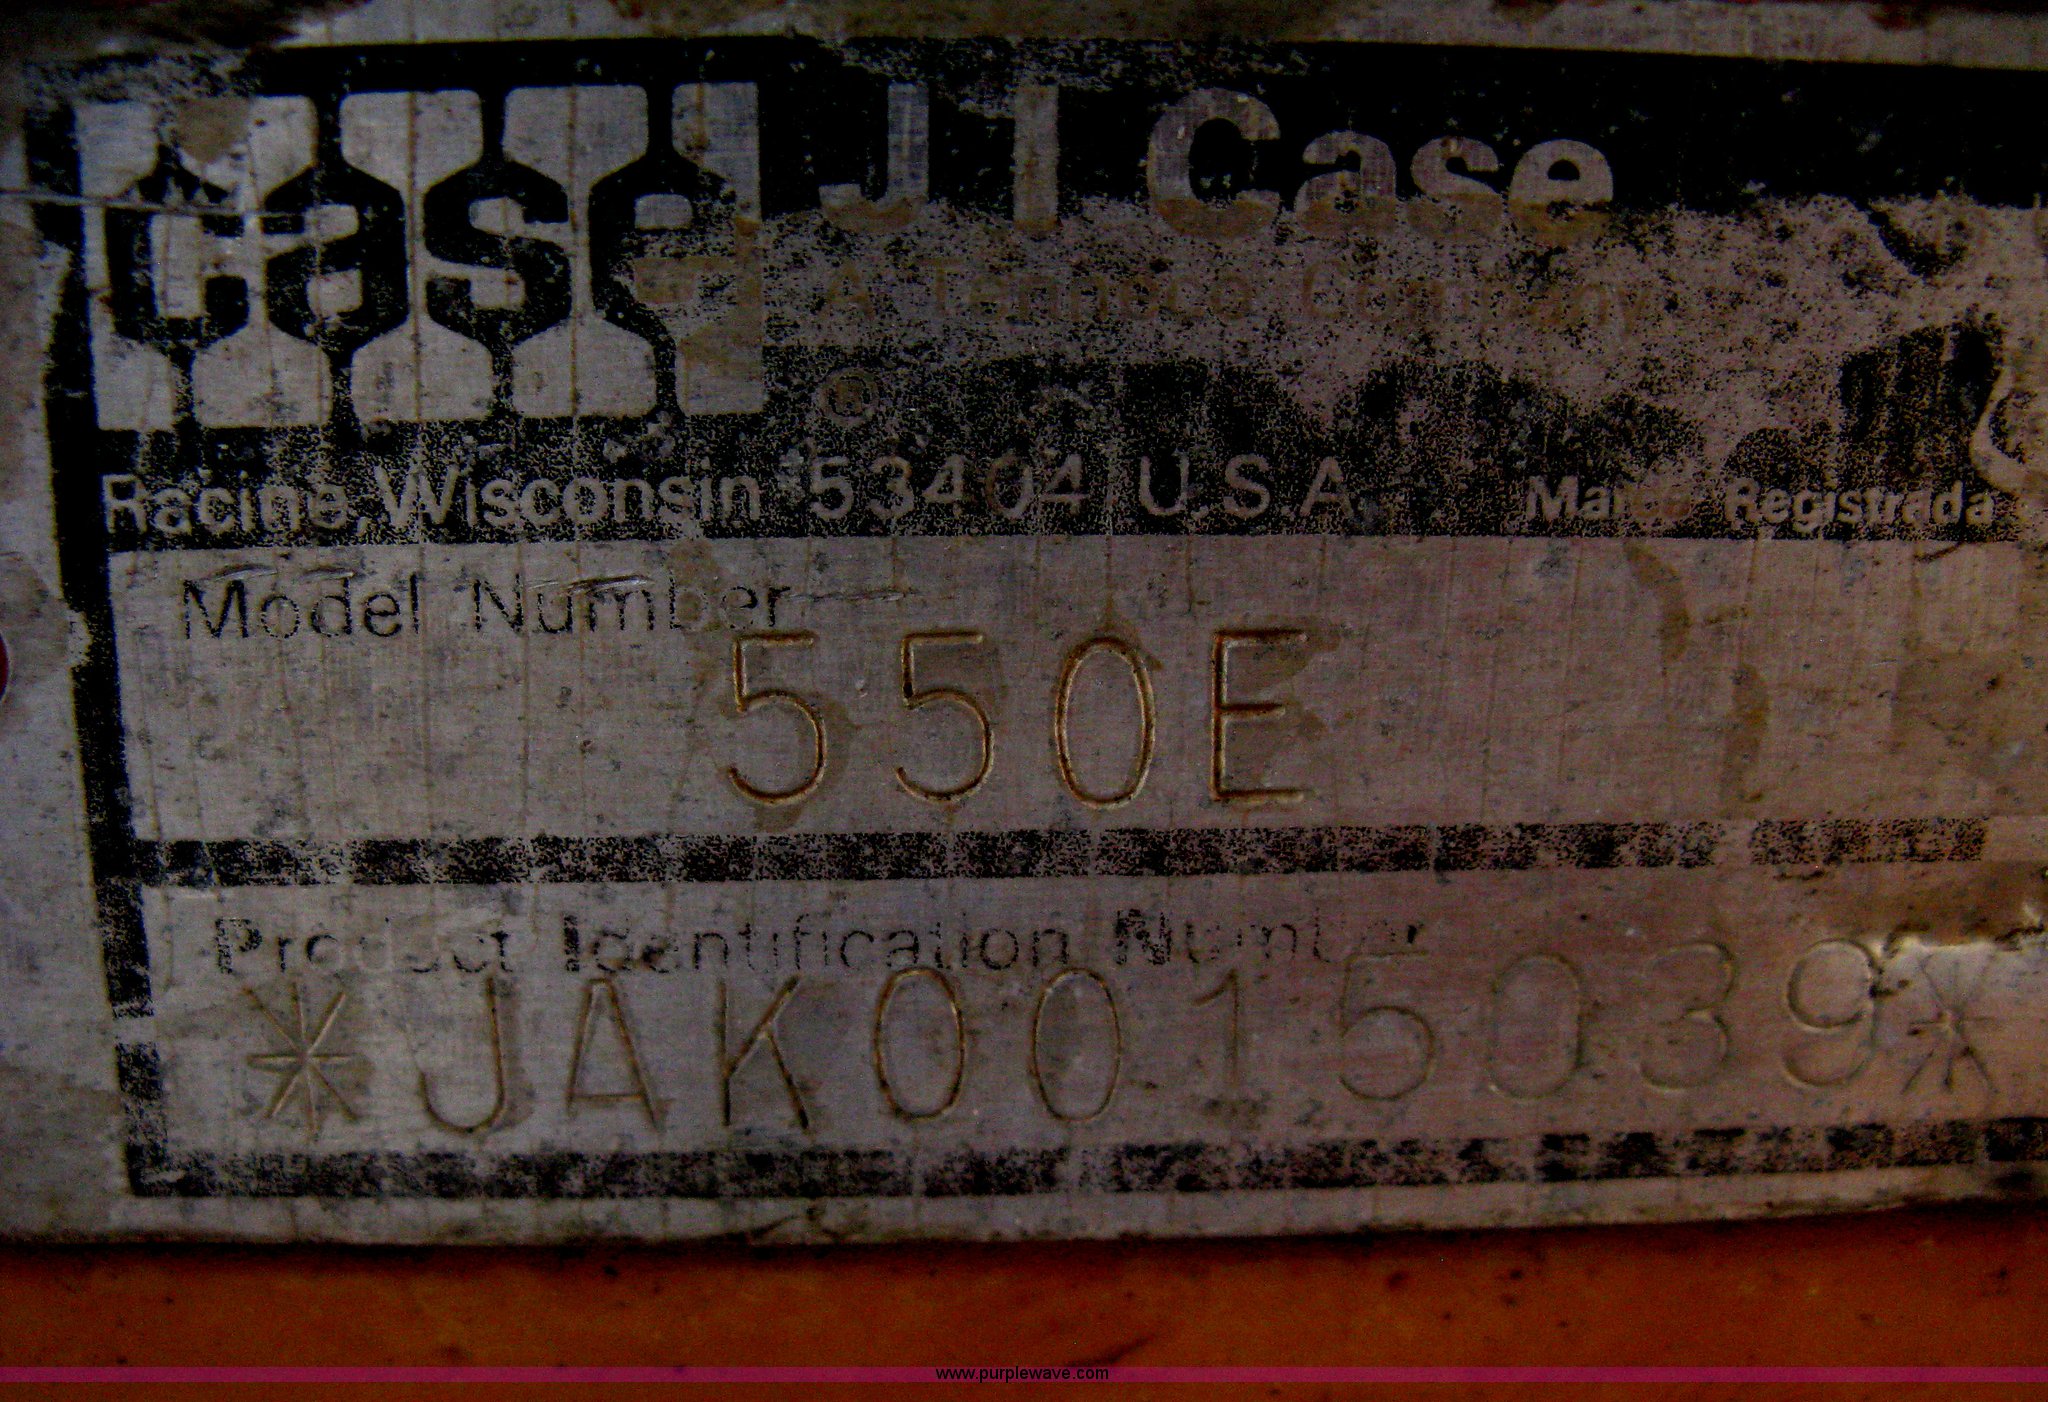 case J I Case
A Tenneco Company
®
Racine, Wisconsin 53404 U.S.A. Marca Registrada
Model Number
550E
Product Identification Number
*JAK0015039*
www.purplewave.com